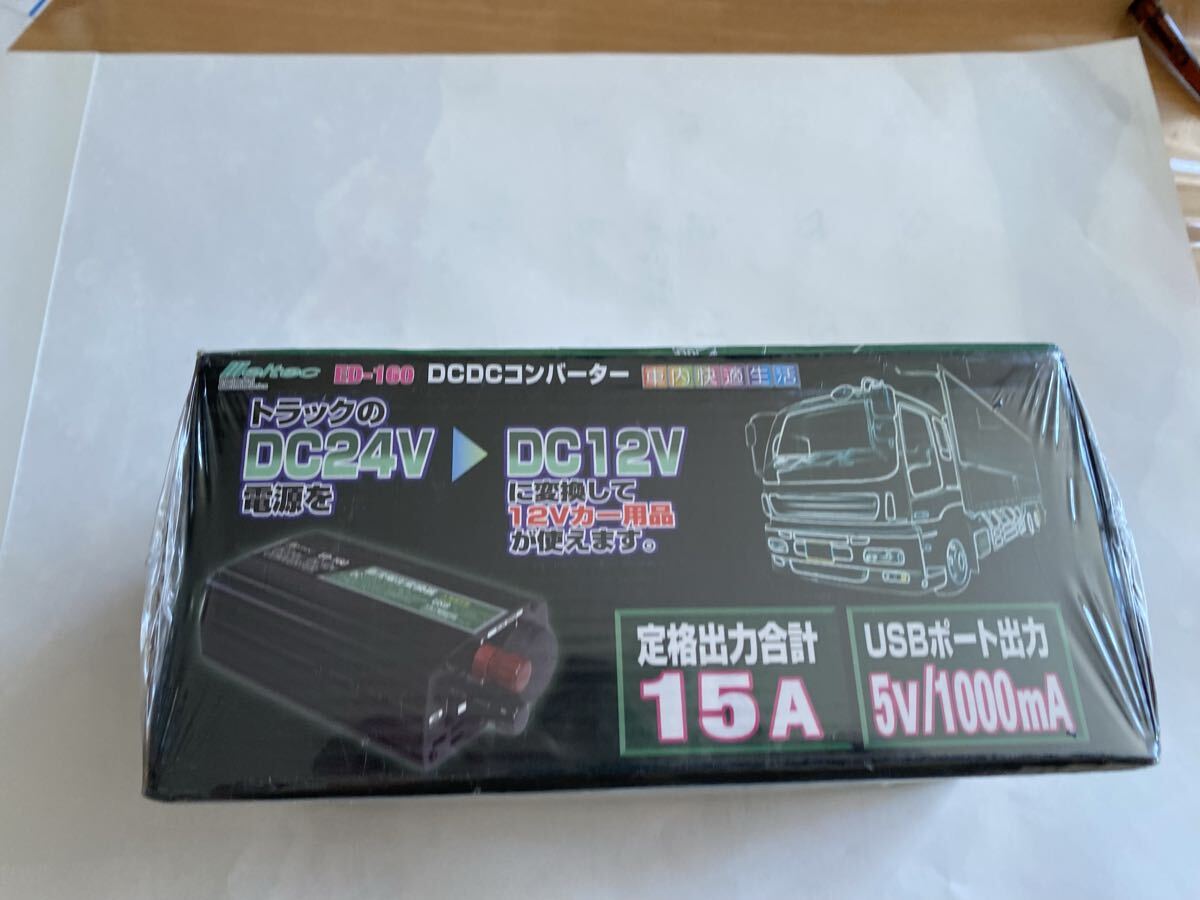 Meltec ED-160 DCDCコンバーター 車内快適生活
トラックの
DC24V
電源を
DC12V
に変換して
12Vカー用品
が使えます。
定格出力合計
15A
USBポート出力
5V/1000mA